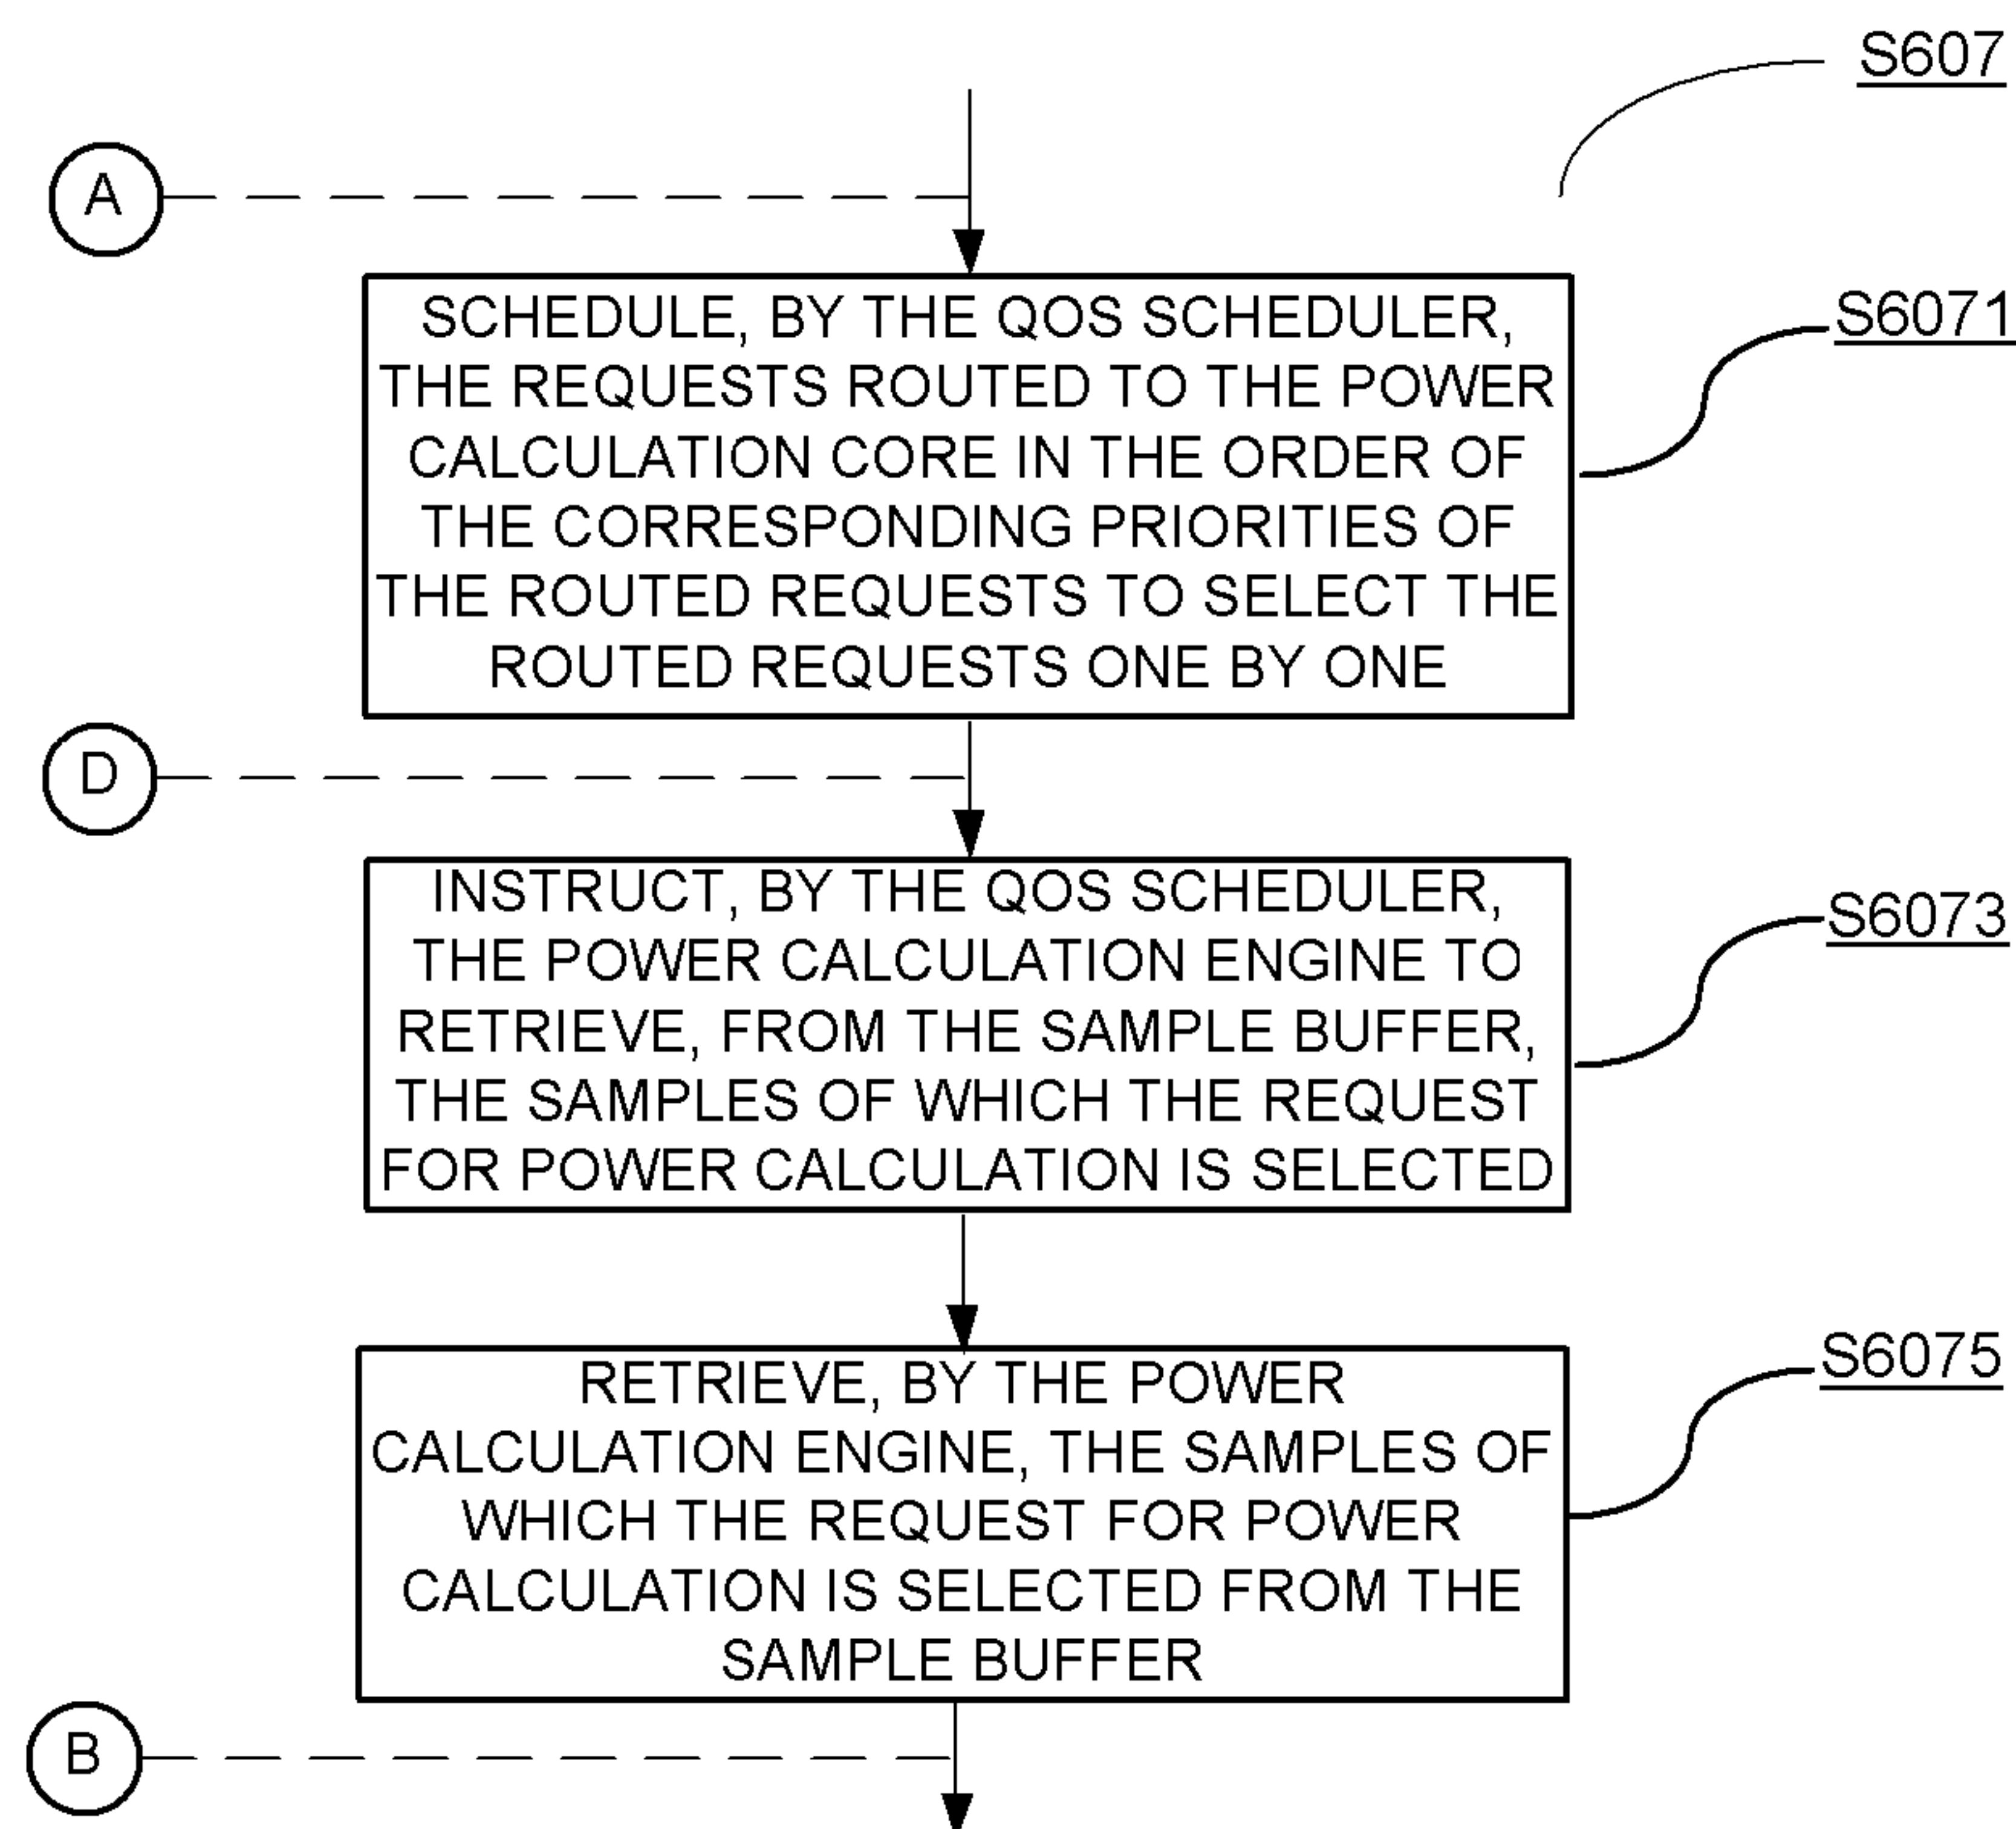 S607
A
SCHEDULE, BY THE QOS SCHEDULER,
THE REQUESTS ROUTED TO THE POWER
CALCULATION CORE IN THE ORDER OF
THE CORRESPONDING PRIORITIES OF
THE ROUTED REQUESTS TO SELECT THE
ROUTED REQUESTS ONE BY ONE
S6071
D
INSTRUCT, BY THE QOS SCHEDULER,
THE POWER CALCULATION ENGINE TO
RETRIEVE, FROM THE SAMPLE BUFFER,
THE SAMPLES OF WHICH THE REQUEST
FOR POWER CALCULATION IS SELECTED
S6073
RETRIEVE, BY THE POWER
CALCULATION ENGINE, THE SAMPLES OF
WHICH THE REQUEST FOR POWER
CALCULATION IS SELECTED FROM THE
SAMPLE BUFFER
S6075
B